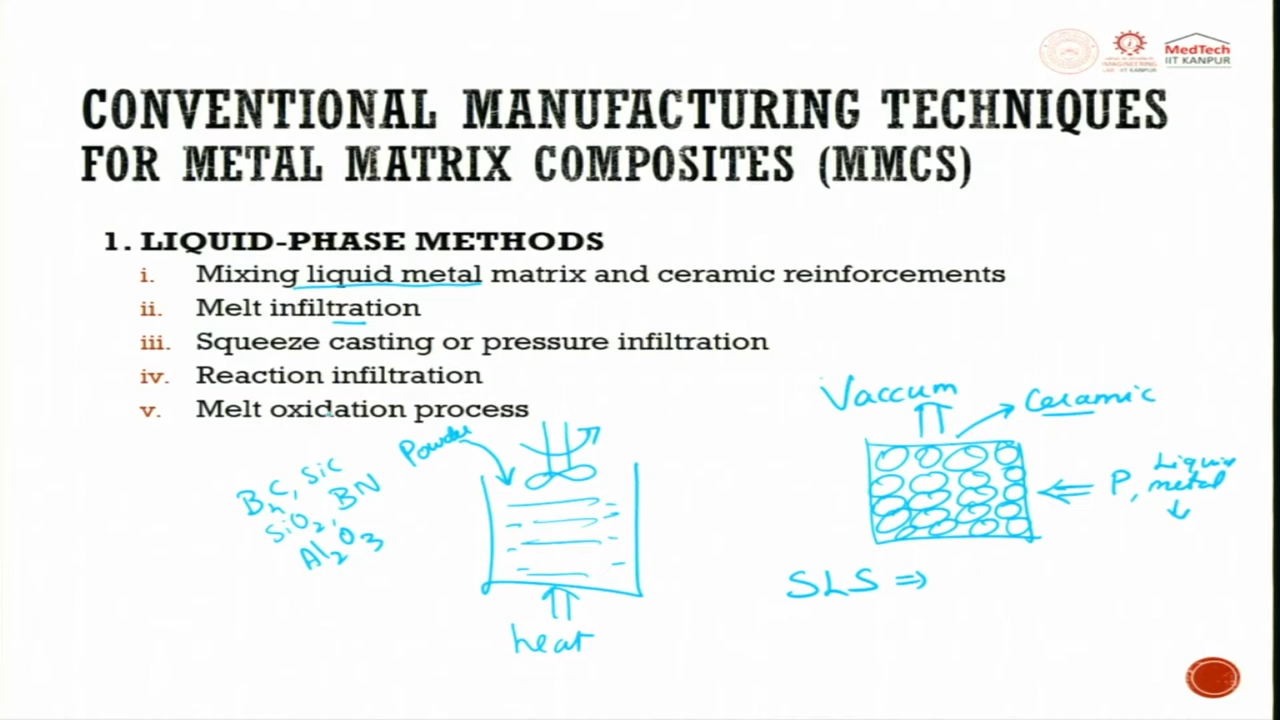 MedTech
IIT KANPUR
CONVENTIONAL MANUFACTURING TECHNIQUES
FOR METAL MATRIX COMPOSITES (MMCS)
1. LIQUID-PHASE METHODS
i. Mixing liquid metal matrix and ceramic reinforcements
ii. Melt infiltration
iii. Squeeze casting or pressure infiltration
iv. Reaction infiltration
v. Melt oxidation process
Vaccum
Ceramic
Powder
B₄C, SiC
BN
SiO₂,
Al₂O₃
P, Liquid
metal
SLS ⇒
heat